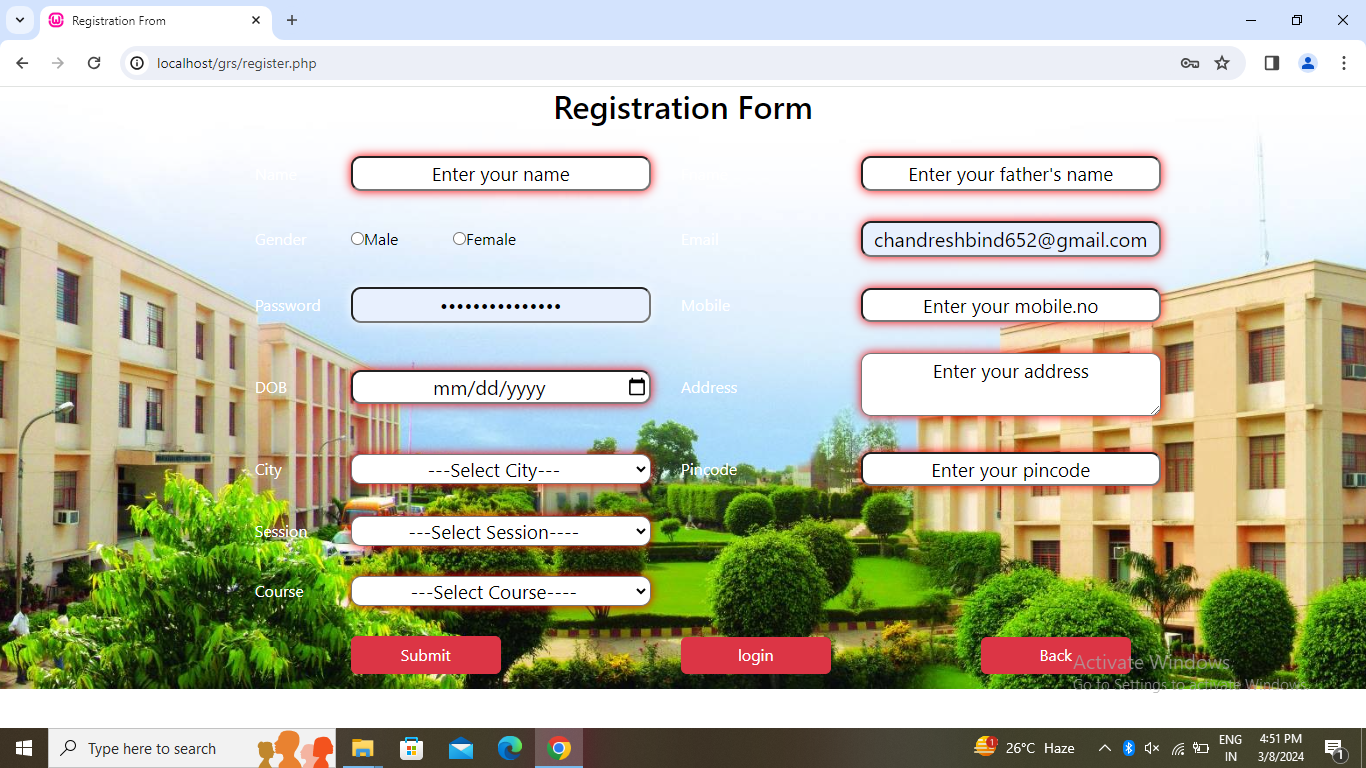 Registration From
localhost/grs/register.php
Registration Form
Name Enter your name Enter your father's name
Gender Male Female Email chandreshbind652@gmail.com
Password ••••••••••••••• Mobile Enter your mobile.no
DOB mm/dd/yyyy Address Enter your address
City ---Select City--- Pincode Enter your pincode
Session ---Select Session----
Course ---Select Course----
Submit login Back
Activate Windows
Go to Settings to activate Windows.
Type here to search
1
26°C Haze
ENG
IN
4:51 PM
3/8/2024
1